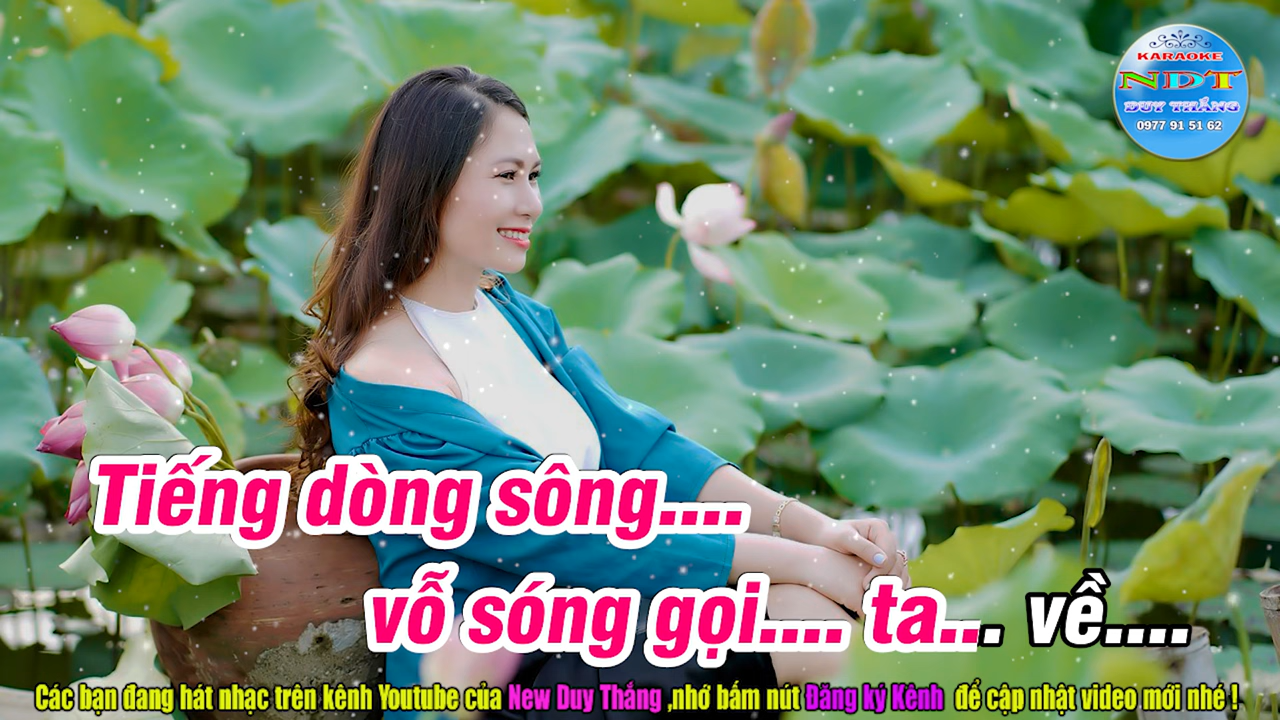 KARAOKE
NDT
DUY THẮNG
0977 91 51 62
Tiếng dòng sông....
vỗ sóng gọi.... ta... về....
Các bạn đang hát nhạc trên kênh Youtube của New Duy Thắng ,nhớ bấm nút Đăng ký Kênh để cập nhật video mới nhé !